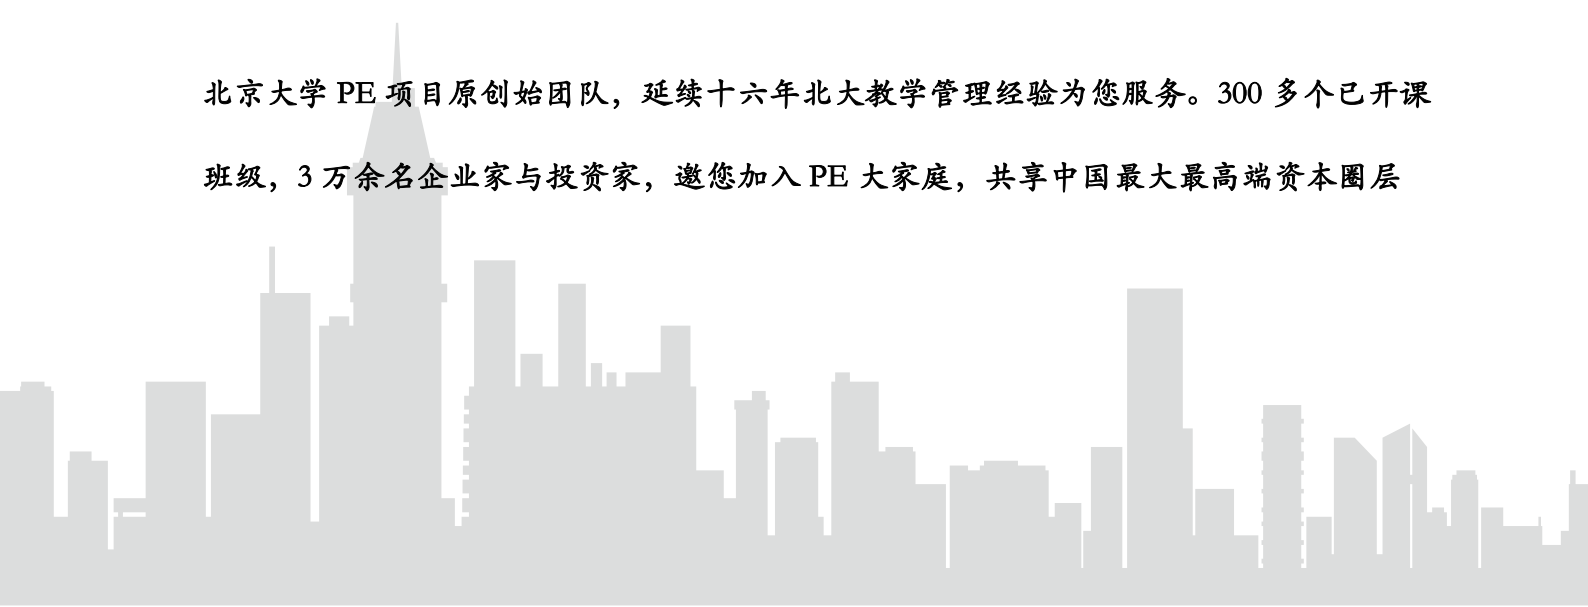 北京大学 PE 项目原创始团队，延续十六年北大教学管理经验为您服务。300 多个已开课
班级，3 万余名企业家与投资家，邀您加入 PE 大家庭，共享中国最大最高端资本圈层